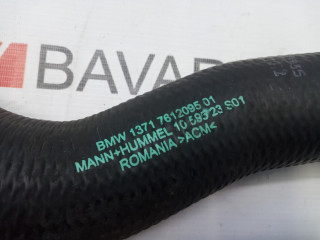 BAVAR
BMW 1371 7612095 01
MANN+HUMMEL 10 593 23 S01
ROMANIA >ACM<